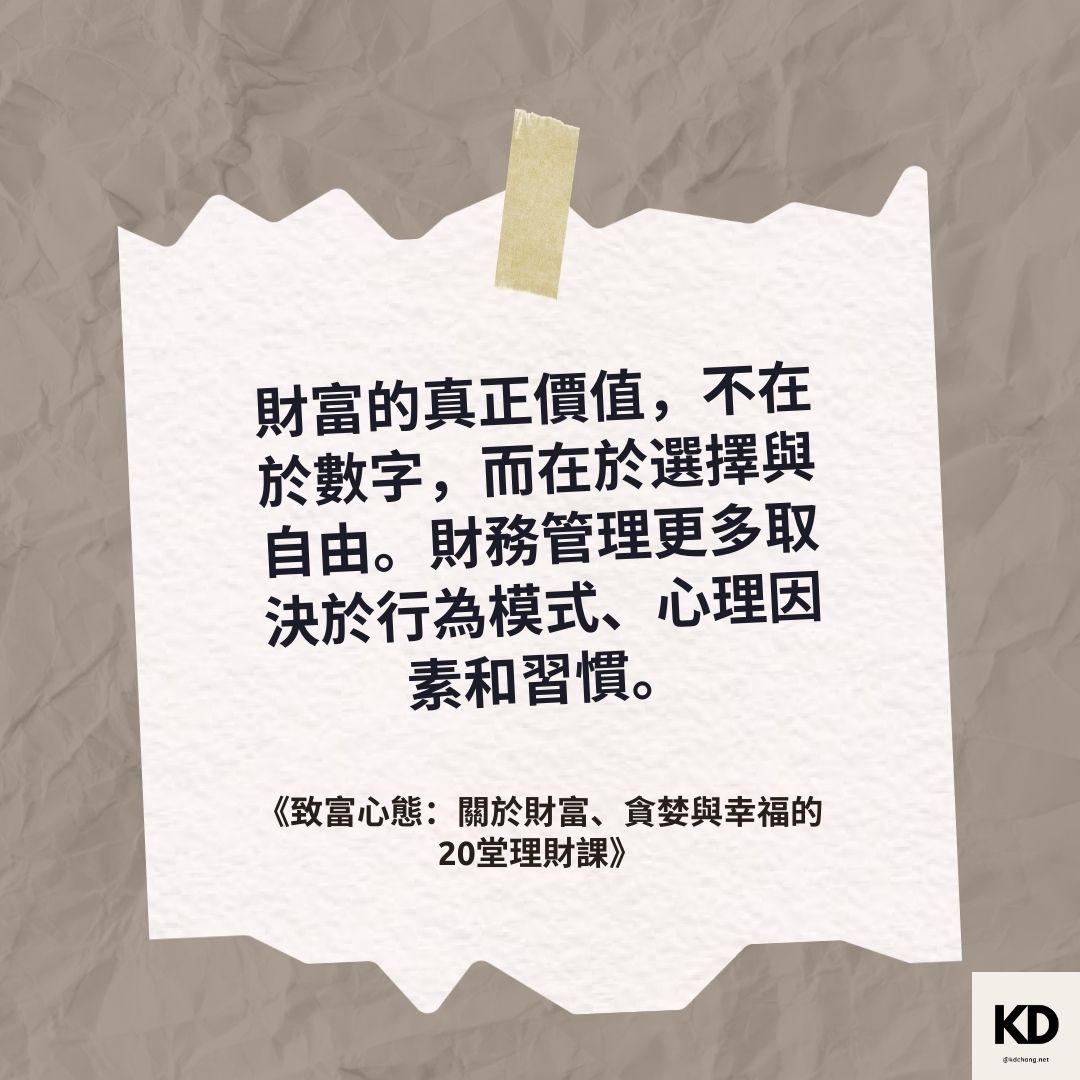 財富的真正價值，不在
於數字，而在於選擇與
自由。財務管理更多取
決於行為模式、心理因
素和習慣。
《致富心態：關於財富、貪婪與幸福的
20堂理財課》
KD
@kdchang.net